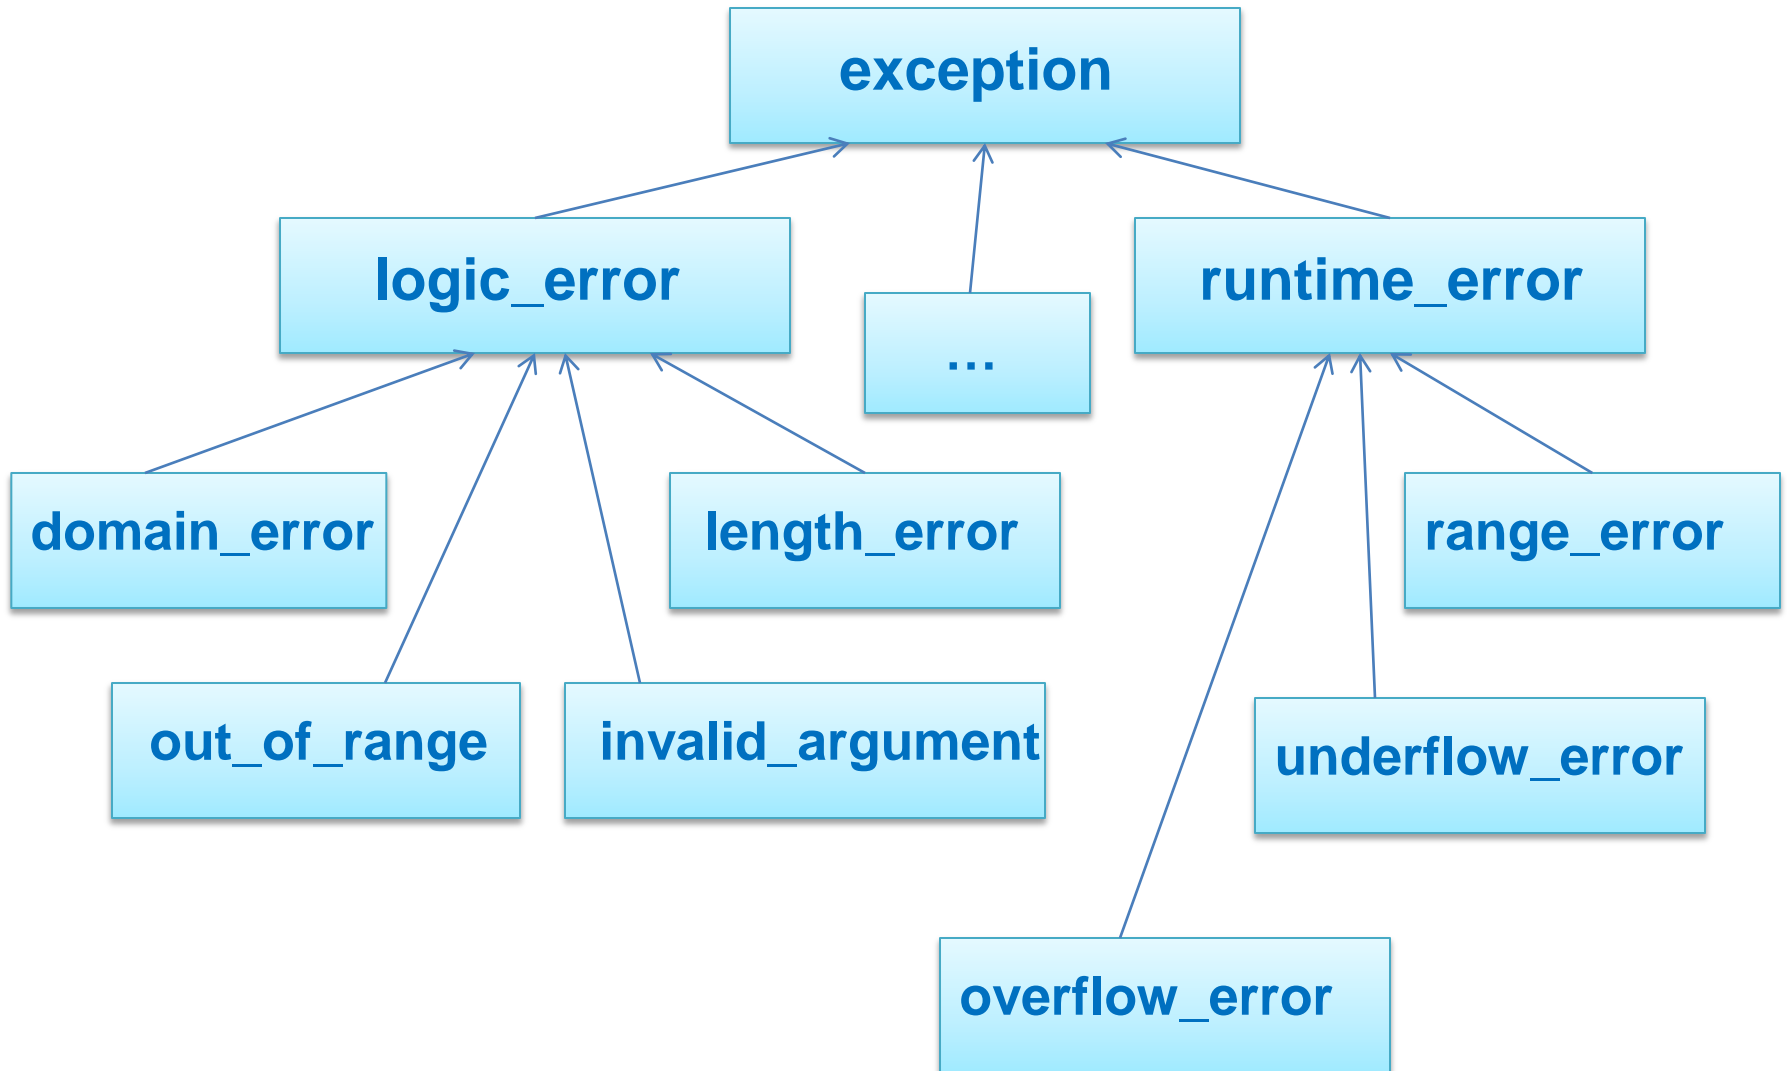 exception
logic_error
runtime_error
...
domain_error
length_error
range_error
out_of_range
invalid_argument
underflow_error
overflow_error